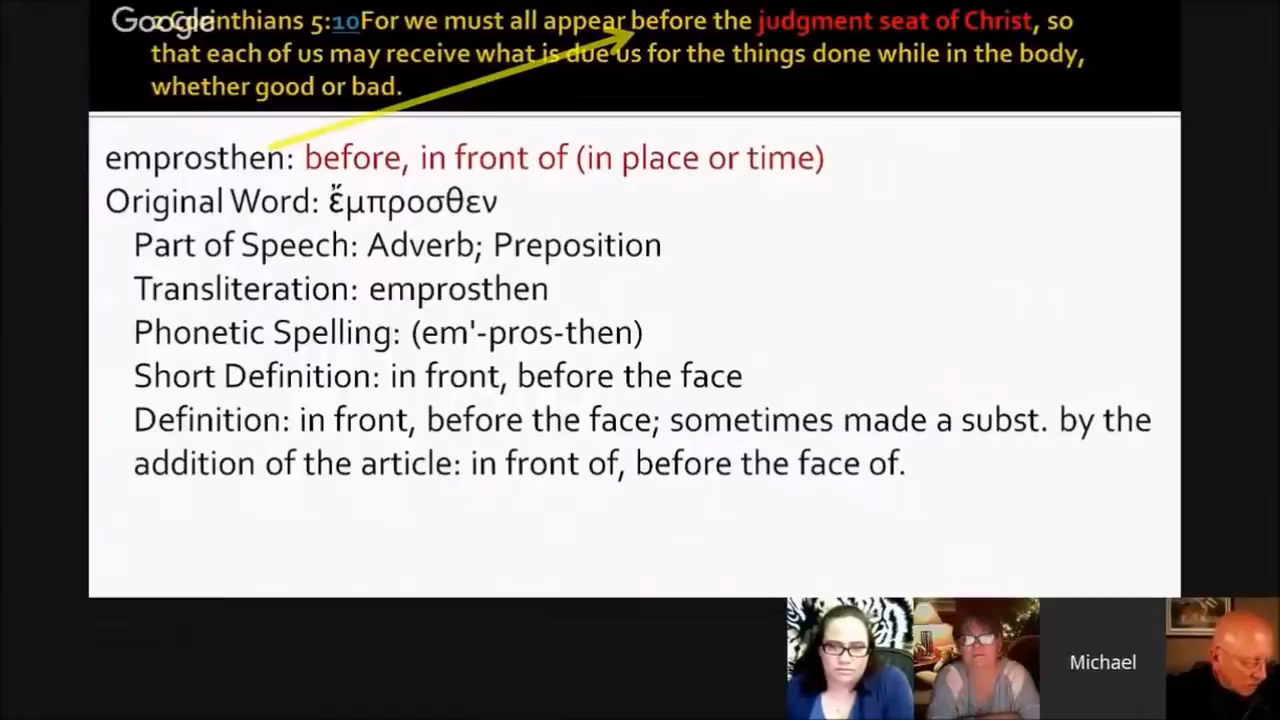 Google
Corinthians 5:10For we must all appear before the judgment seat of Christ, so
that each of us may receive what is due us for the things done while in the body,
whether good or bad.
emprosthen: before, in front of (in place or time)
Original Word: ἔμπροσθεν
Part of Speech: Adverb; Preposition
Transliteration: emprosthen
Phonetic Spelling: (em'-pros-then)
Short Definition: in front, before the face
Definition: in front, before the face; sometimes made a subst. by the
addition of the article: in front of, before the face of.
Michael